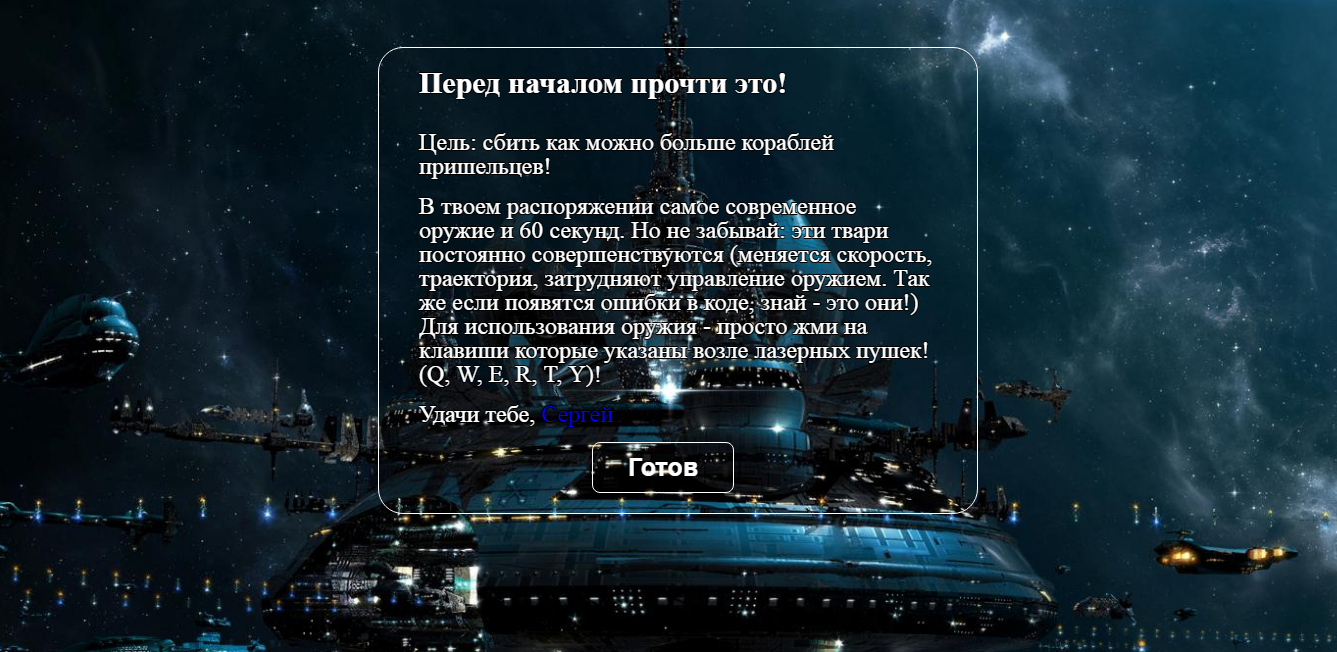 Перед началом прочти это!
Цель: сбить как можно больше кораблей
пришельцев!
В твоем распоряжении самое современное
оружие и 60 секунд. Но не забывай: эти твари
постоянно совершенствуются (меняется скорость,
траектория, затрудняют управление оружием. Так
же если появятся ошибки в коде; знай - это они!)
Для использования оружия - просто жми на
клавиши которые указаны возле лазерных пушек!
(Q, W, E, R, T, Y)!
Удачи тебе, Сергей
Готов